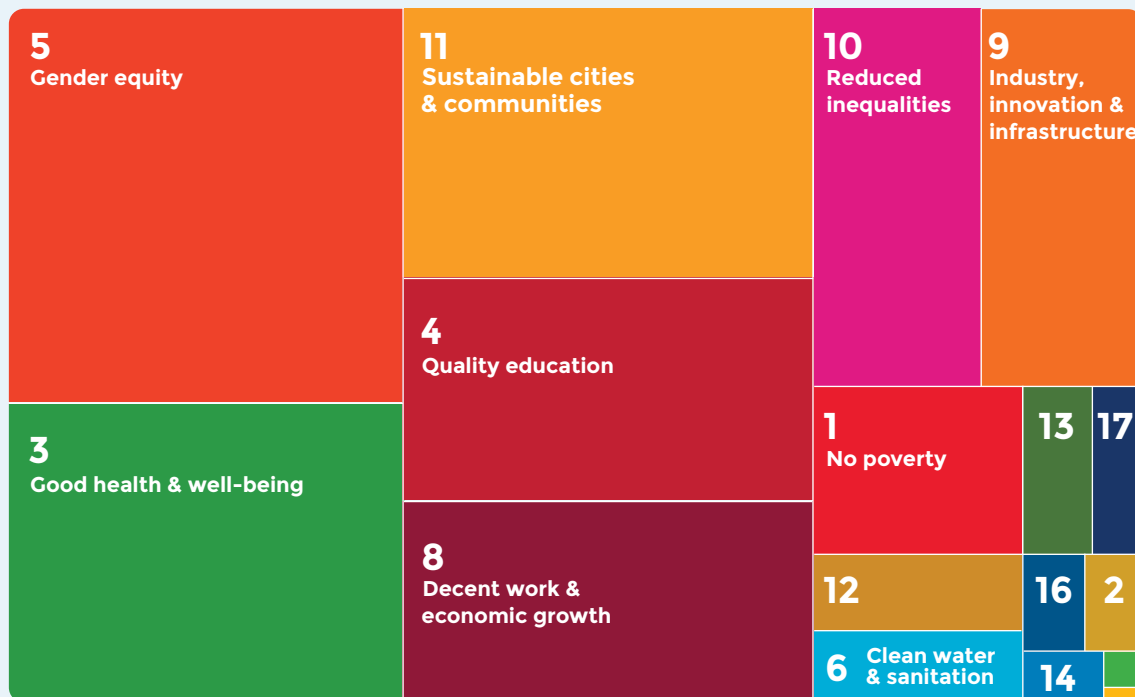 5
Gender equity
11
Sustainable cities
& communities
10
Reduced
inequalities
9
Industry,
innovation &
infrastructure
4
Quality education
3
Good health & well-being
8
Decent work &
economic growth
1
No poverty
13
17
12
16
2
6
Clean water
& sanitation
14